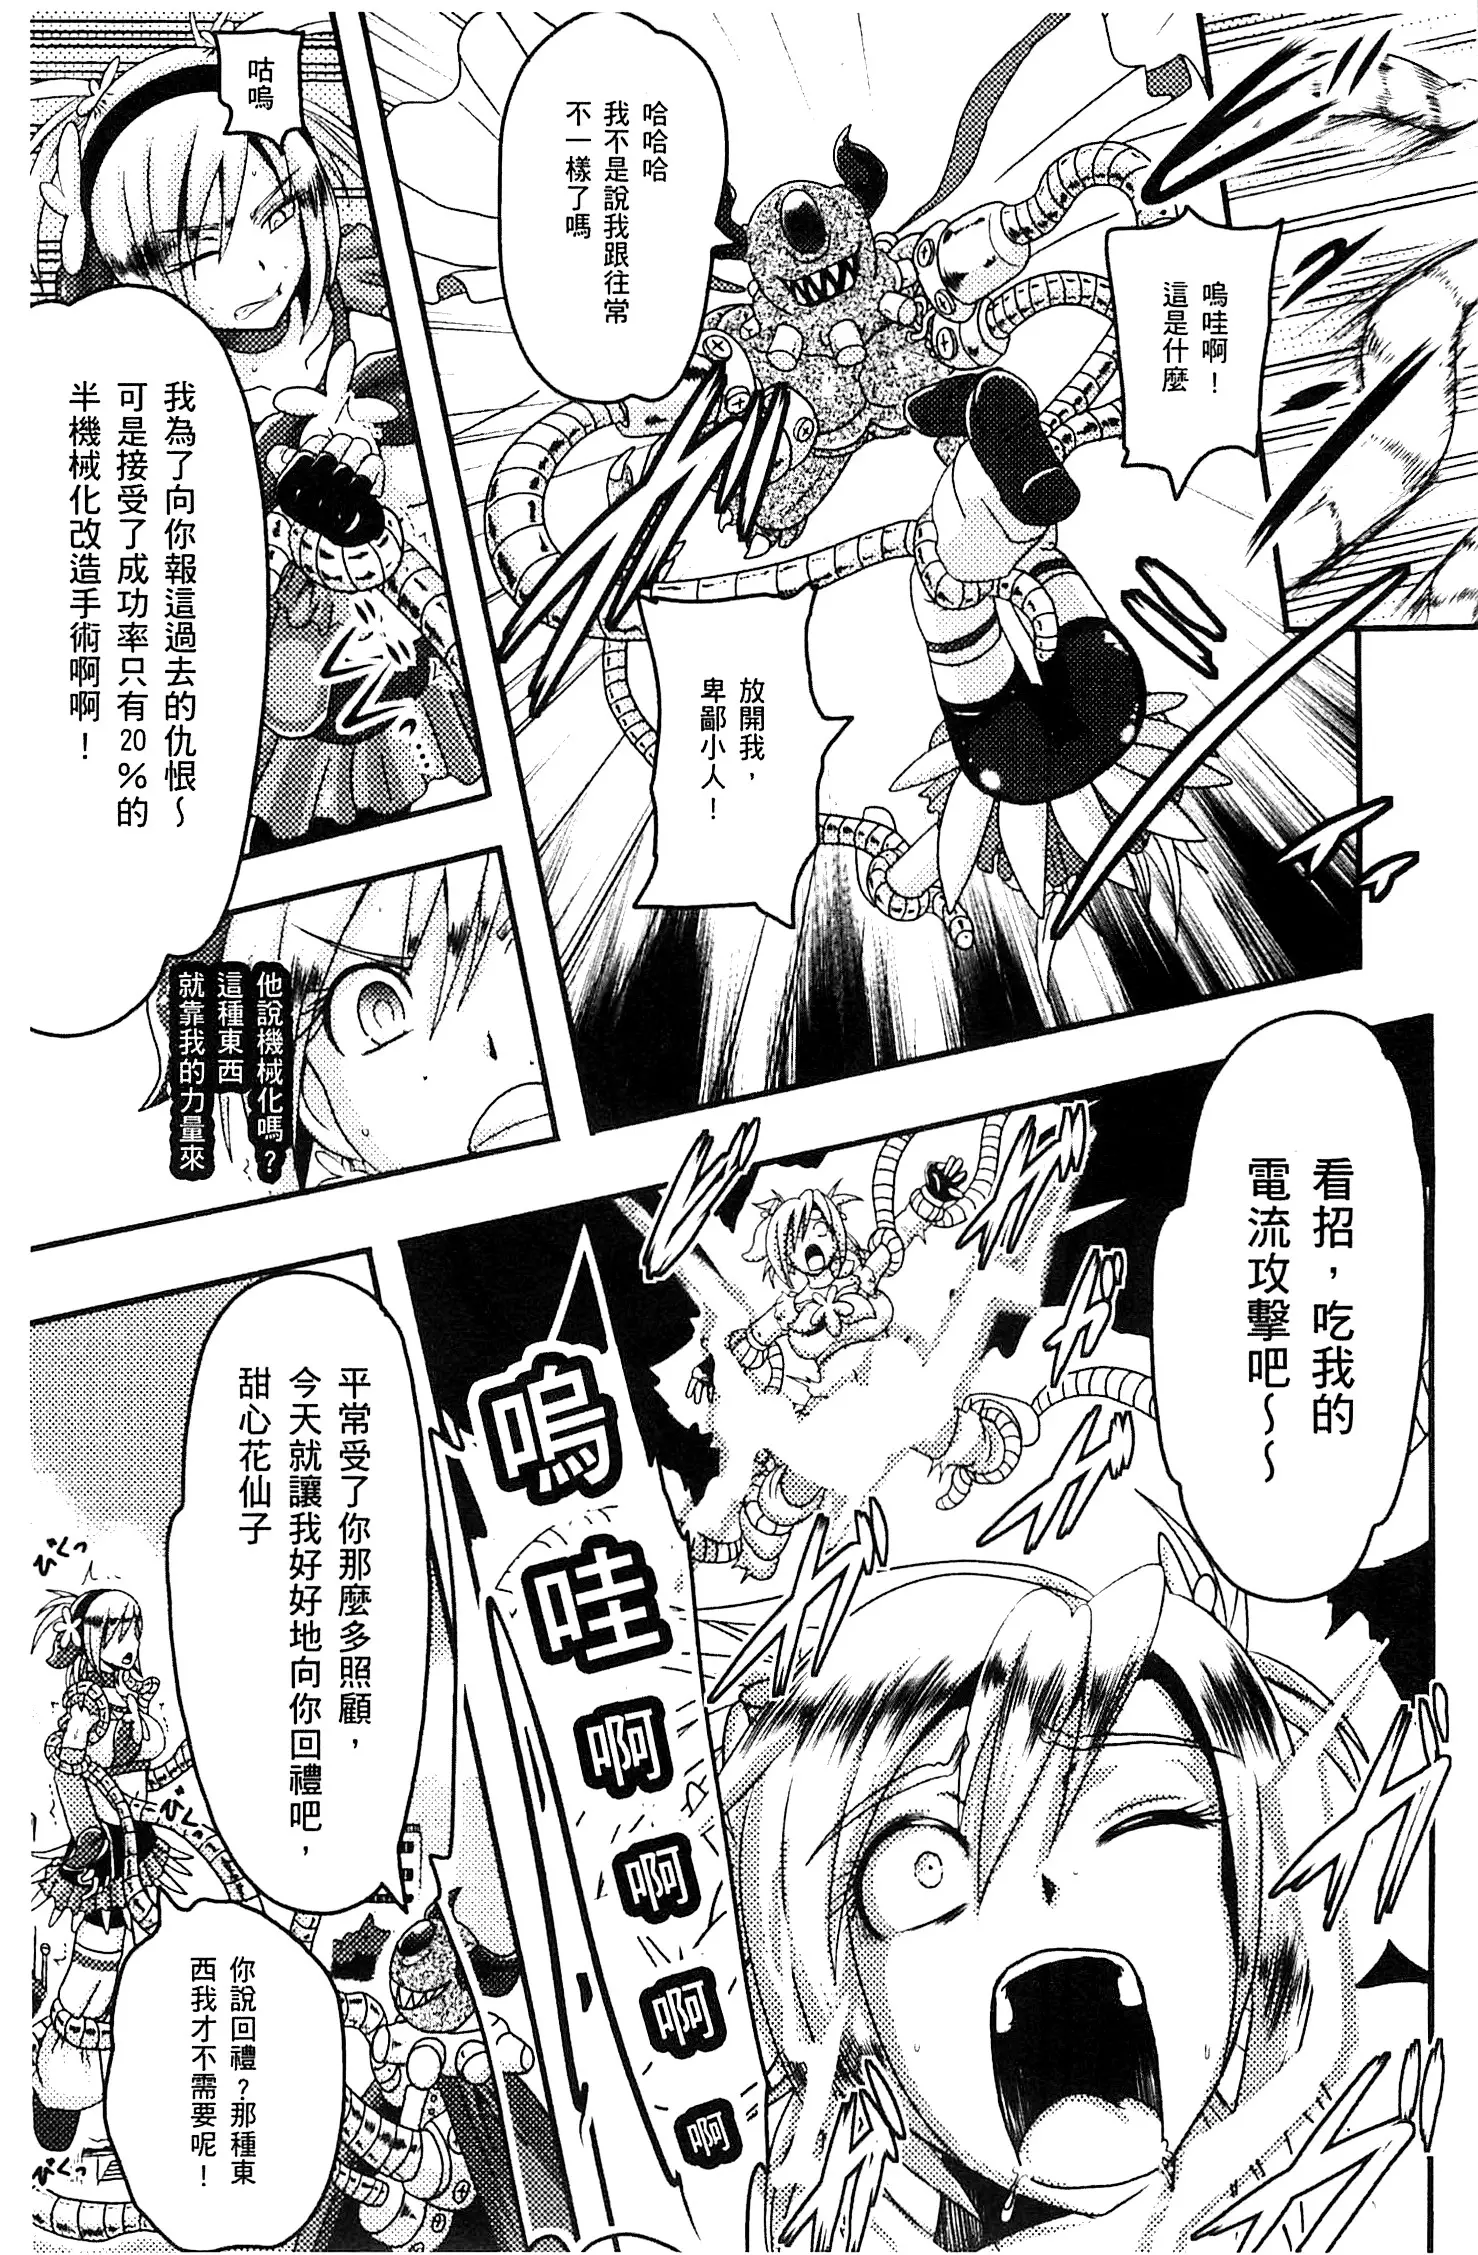 嗚哇啊！
這是什麼
哈哈哈
我不是說我跟往常
不一樣了嗎
放開我，
卑鄙小人！
咕嗚
我為了向你報這過去的仇恨～
可是接受了成功率只有20%的
半機械化改造手術啊啊！
他說機械化嗎？
這種東西
就靠我的力量來
看招，吃我的
電流攻擊吧～～
嗚哇啊啊啊啊
平常受了你那麼多照顧，
今天就讓我好好地向你回禮吧，
甜心花仙子
你說回禮？那種東
西我才不需要呢！
びくっ
びくっ